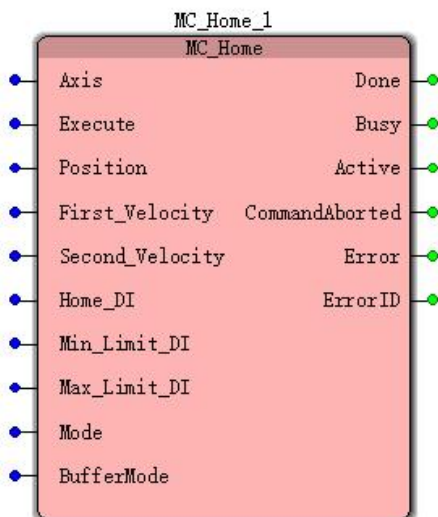 MC_Home_1
MC_Home
Axis Done
Execute Busy
Position Active
First_Velocity CommandAborted
Second_Velocity Error
Home_DI ErrorID
Min_Limit_DI
Max_Limit_DI
Mode
BufferMode